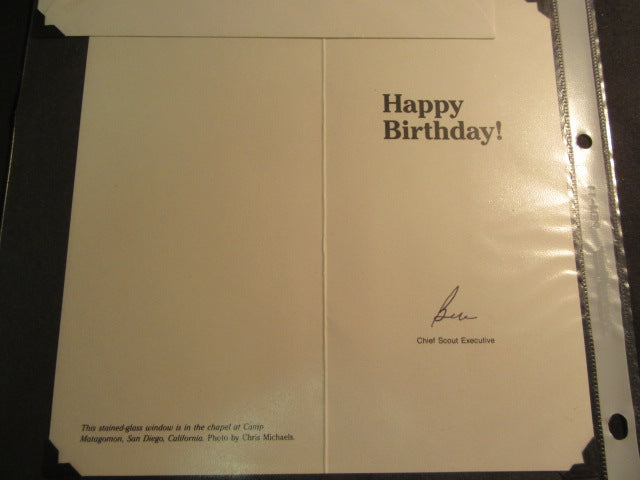 This stained-glass window is in the chapel at Camp
Matagomon, San Diego, California. Photo by Chris Michaels.
Happy
Birthday!
Chief Scout Executive